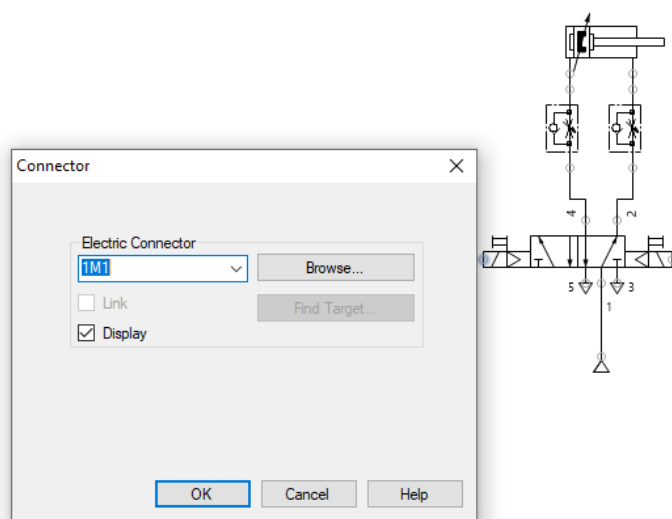 Connector
Electric Connector
1M1
Browse...
Link
Find Target...
Display
OK
Cancel
Help
4
2
5
3
1